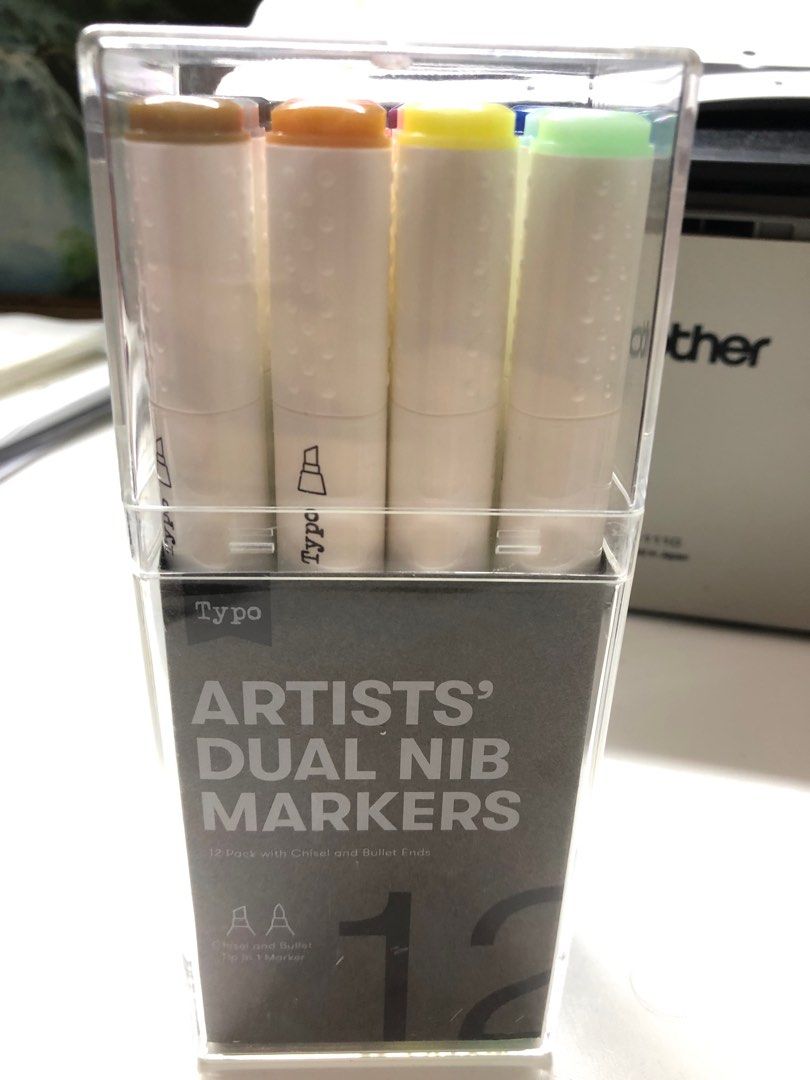 Typo
Typo
other
Typo
ARTISTS’
DUAL NIB
MARKERS
12 Pack with Chisel and Bullet Ends
Chisel and Bullet
Tip in 1 Marker
12